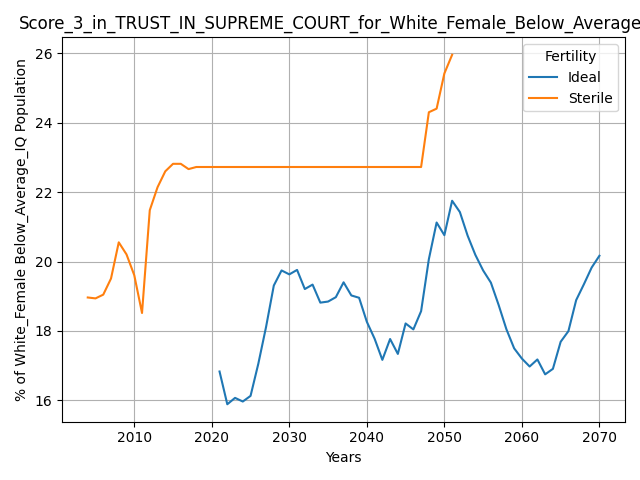 Score_3_in_TRUST_IN_SUPREME_COURT_for_White_Female_Below_Average
% of White_Female Below_Average_IQ Population
26
24
22
20
18
16
Fertility
Ideal
Sterile
2010 2020 2030 2040 2050 2060 2070
Years